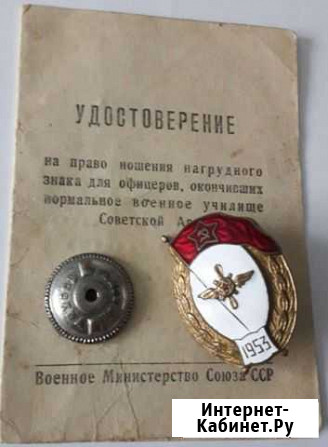 УДОСТОВЕРЕНИЕ
на право ношения нагрудного
знака для офицеров, окончивших
нормальное военное училище
Советской
1953
Военное Министерство Союза ССР
Интернет-
Кабинет.Ру